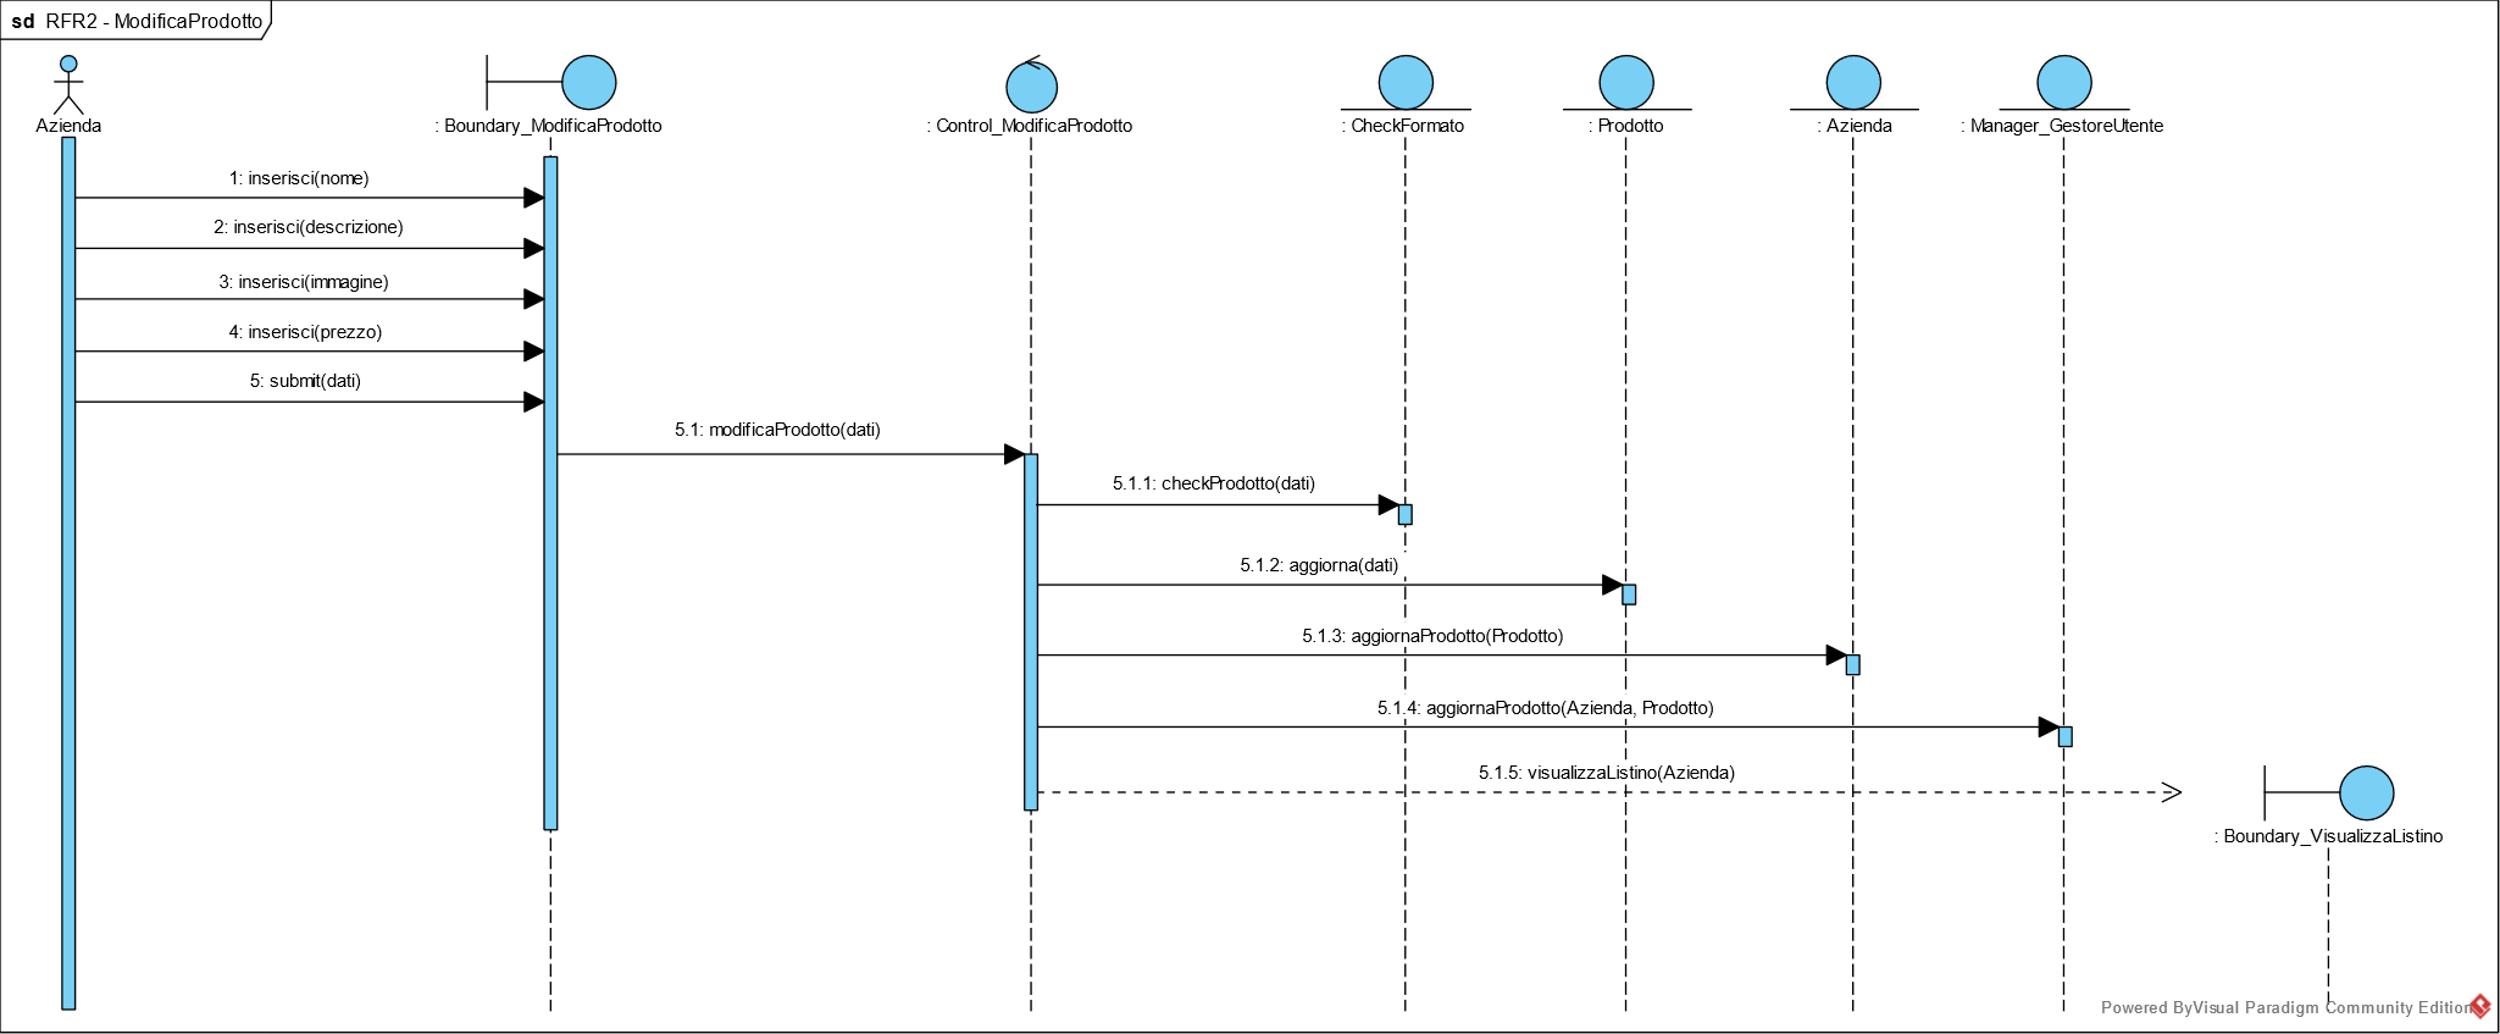 sd RFR2 - ModificaProdotto
Azienda
: Boundary_ModificaProdotto
: Control_ModificaProdotto
: CheckFormato
: Prodotto
: Azienda
: Manager_GestoreUtente
1: inserisci(nome)
2: inserisci(descrizione)
3: inserisci(immagine)
4: inserisci(prezzo)
5: submit(dati)
5.1: modificaProdotto(dati)
5.1.1: checkProdotto(dati)
5.1.2: aggiorna(dati)
5.1.3: aggiornaProdotto(Prodotto)
5.1.4: aggiornaProdotto(Azienda, Prodotto)
5.1.5: visualizzaListino(Azienda)
: Boundary_VisualizzaListino
Powered ByVisual Paradigm Community Edition